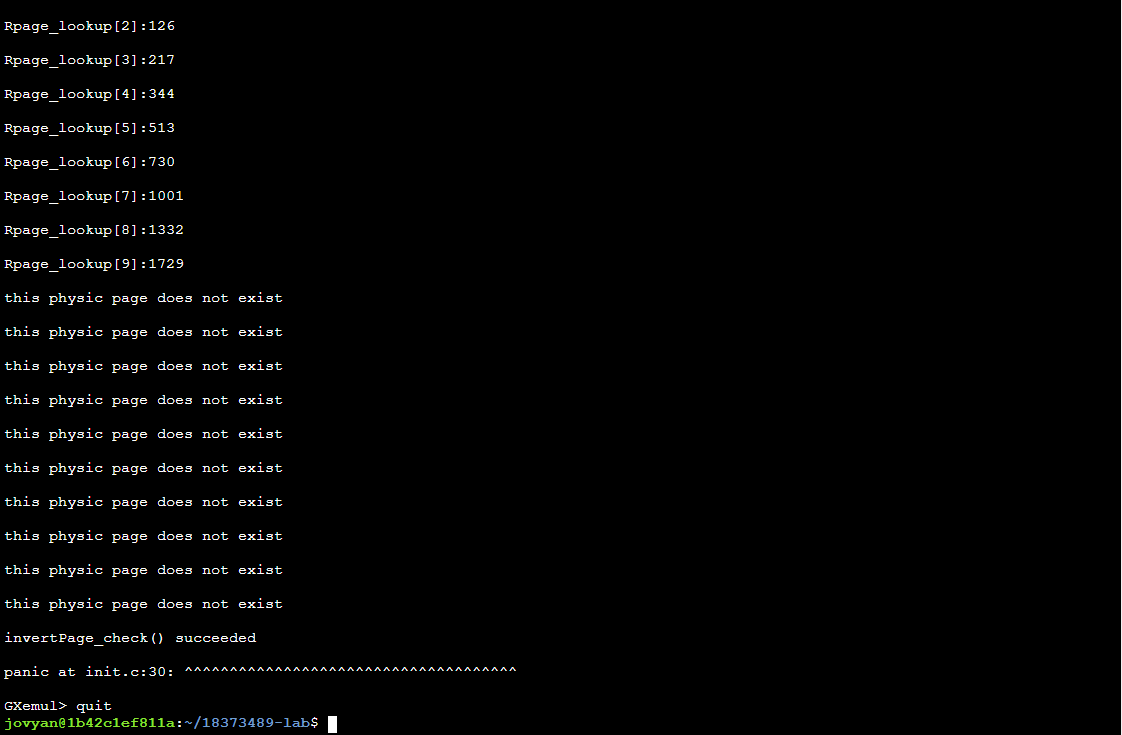 Rpage_lookup[2]:126
Rpage_lookup[3]:217
Rpage_lookup[4]:344
Rpage_lookup[5]:513
Rpage_lookup[6]:730
Rpage_lookup[7]:1001
Rpage_lookup[8]:1332
Rpage_lookup[9]:1729
this physic page does not exist
this physic page does not exist
this physic page does not exist
this physic page does not exist
this physic page does not exist
this physic page does not exist
this physic page does not exist
this physic page does not exist
this physic page does not exist
this physic page does not exist
invertPage_check() succeeded
panic at init.c:30: ^^^^^^^^^^^^^^^^^^^^^^^^^^^^^^^^^^^^^
GXemul> quit
jovyan@1b42c1ef811a:~/18373489-lab$